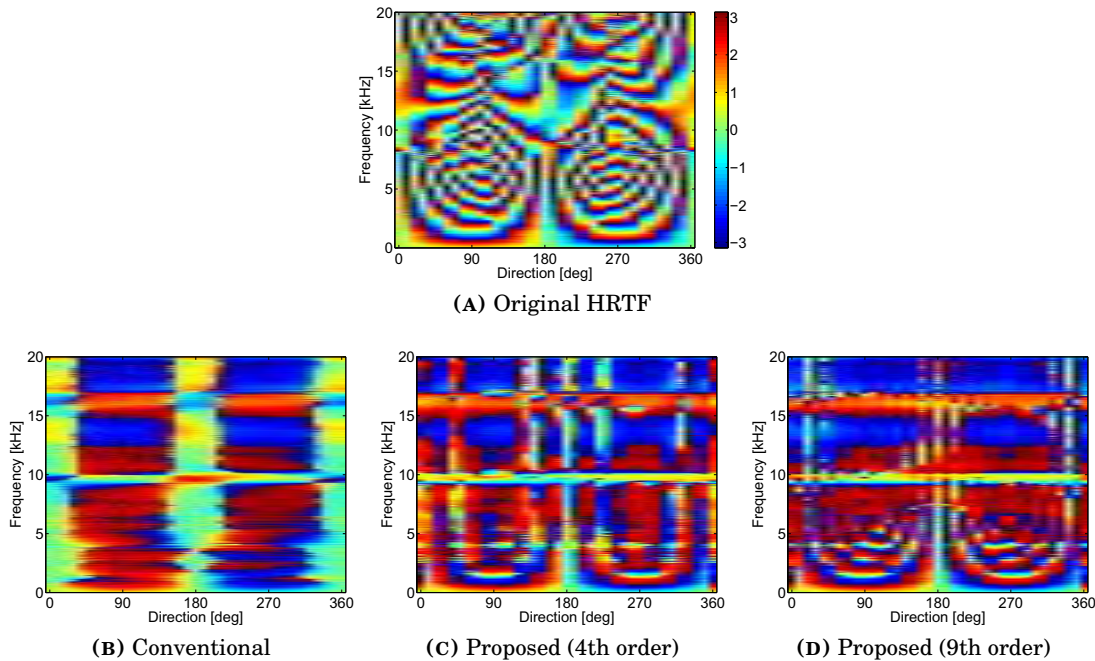 20
15
10
5
0
Frequency [kHz]
0 90 180 270 360
Direction [deg]
3
2
1
0
−1
−2
−3
(A) Original HRTF
20
15
10
5
0
Frequency [kHz]
0 90 180 270 360
Direction [deg]
(B) Conventional
20
15
10
5
0
Frequency [kHz]
0 90 180 270 360
Direction [deg]
(C) Proposed (4th order)
20
15
10
5
0
Frequency [kHz]
0 90 180 270 360
Direction [deg]
(D) Proposed (9th order)